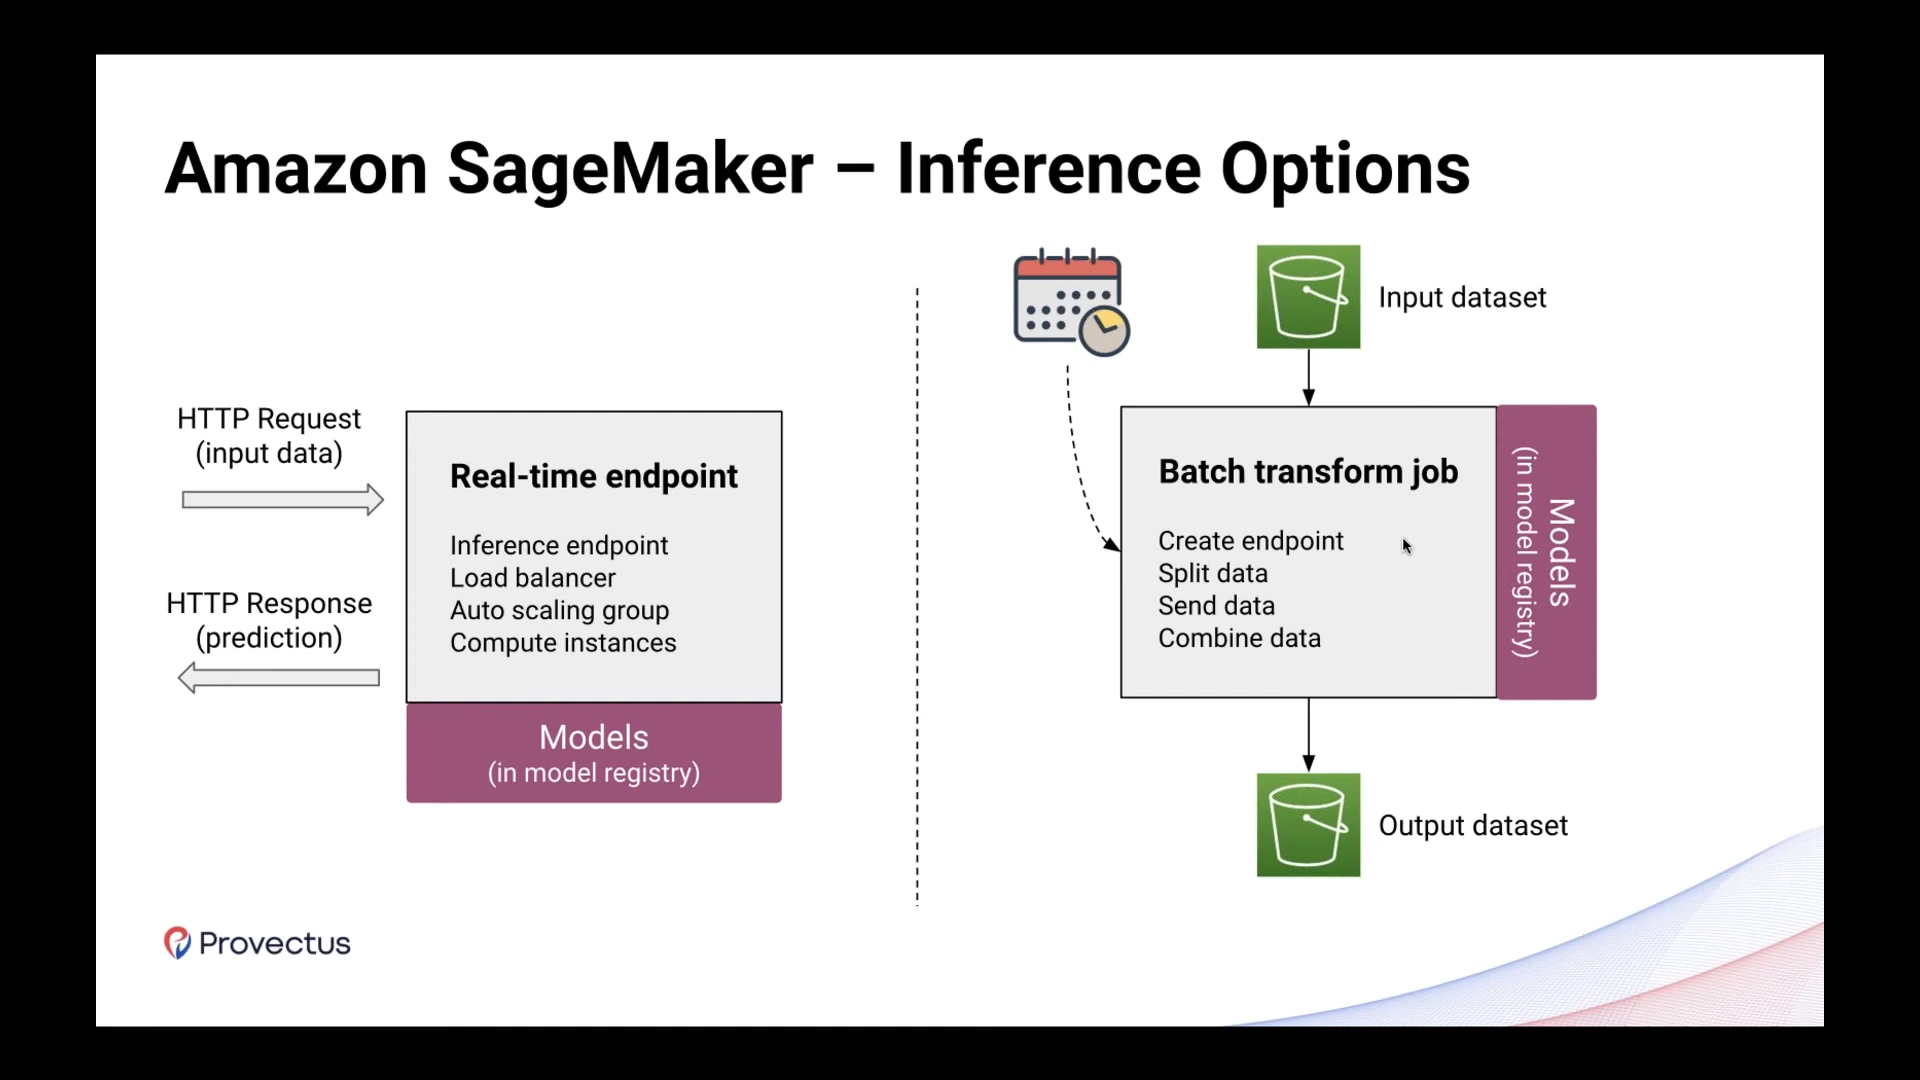 Amazon SageMaker – Inference Options
HTTP Request
(input data)
HTTP Response
(prediction)
Real-time endpoint
Inference endpoint
Load balancer
Auto scaling group
Compute instances
Models
(in model registry)
Input dataset
Batch transform job
Create endpoint
Split data
Send data
Combine data
Models
(in model registry)
Output dataset
Provectus